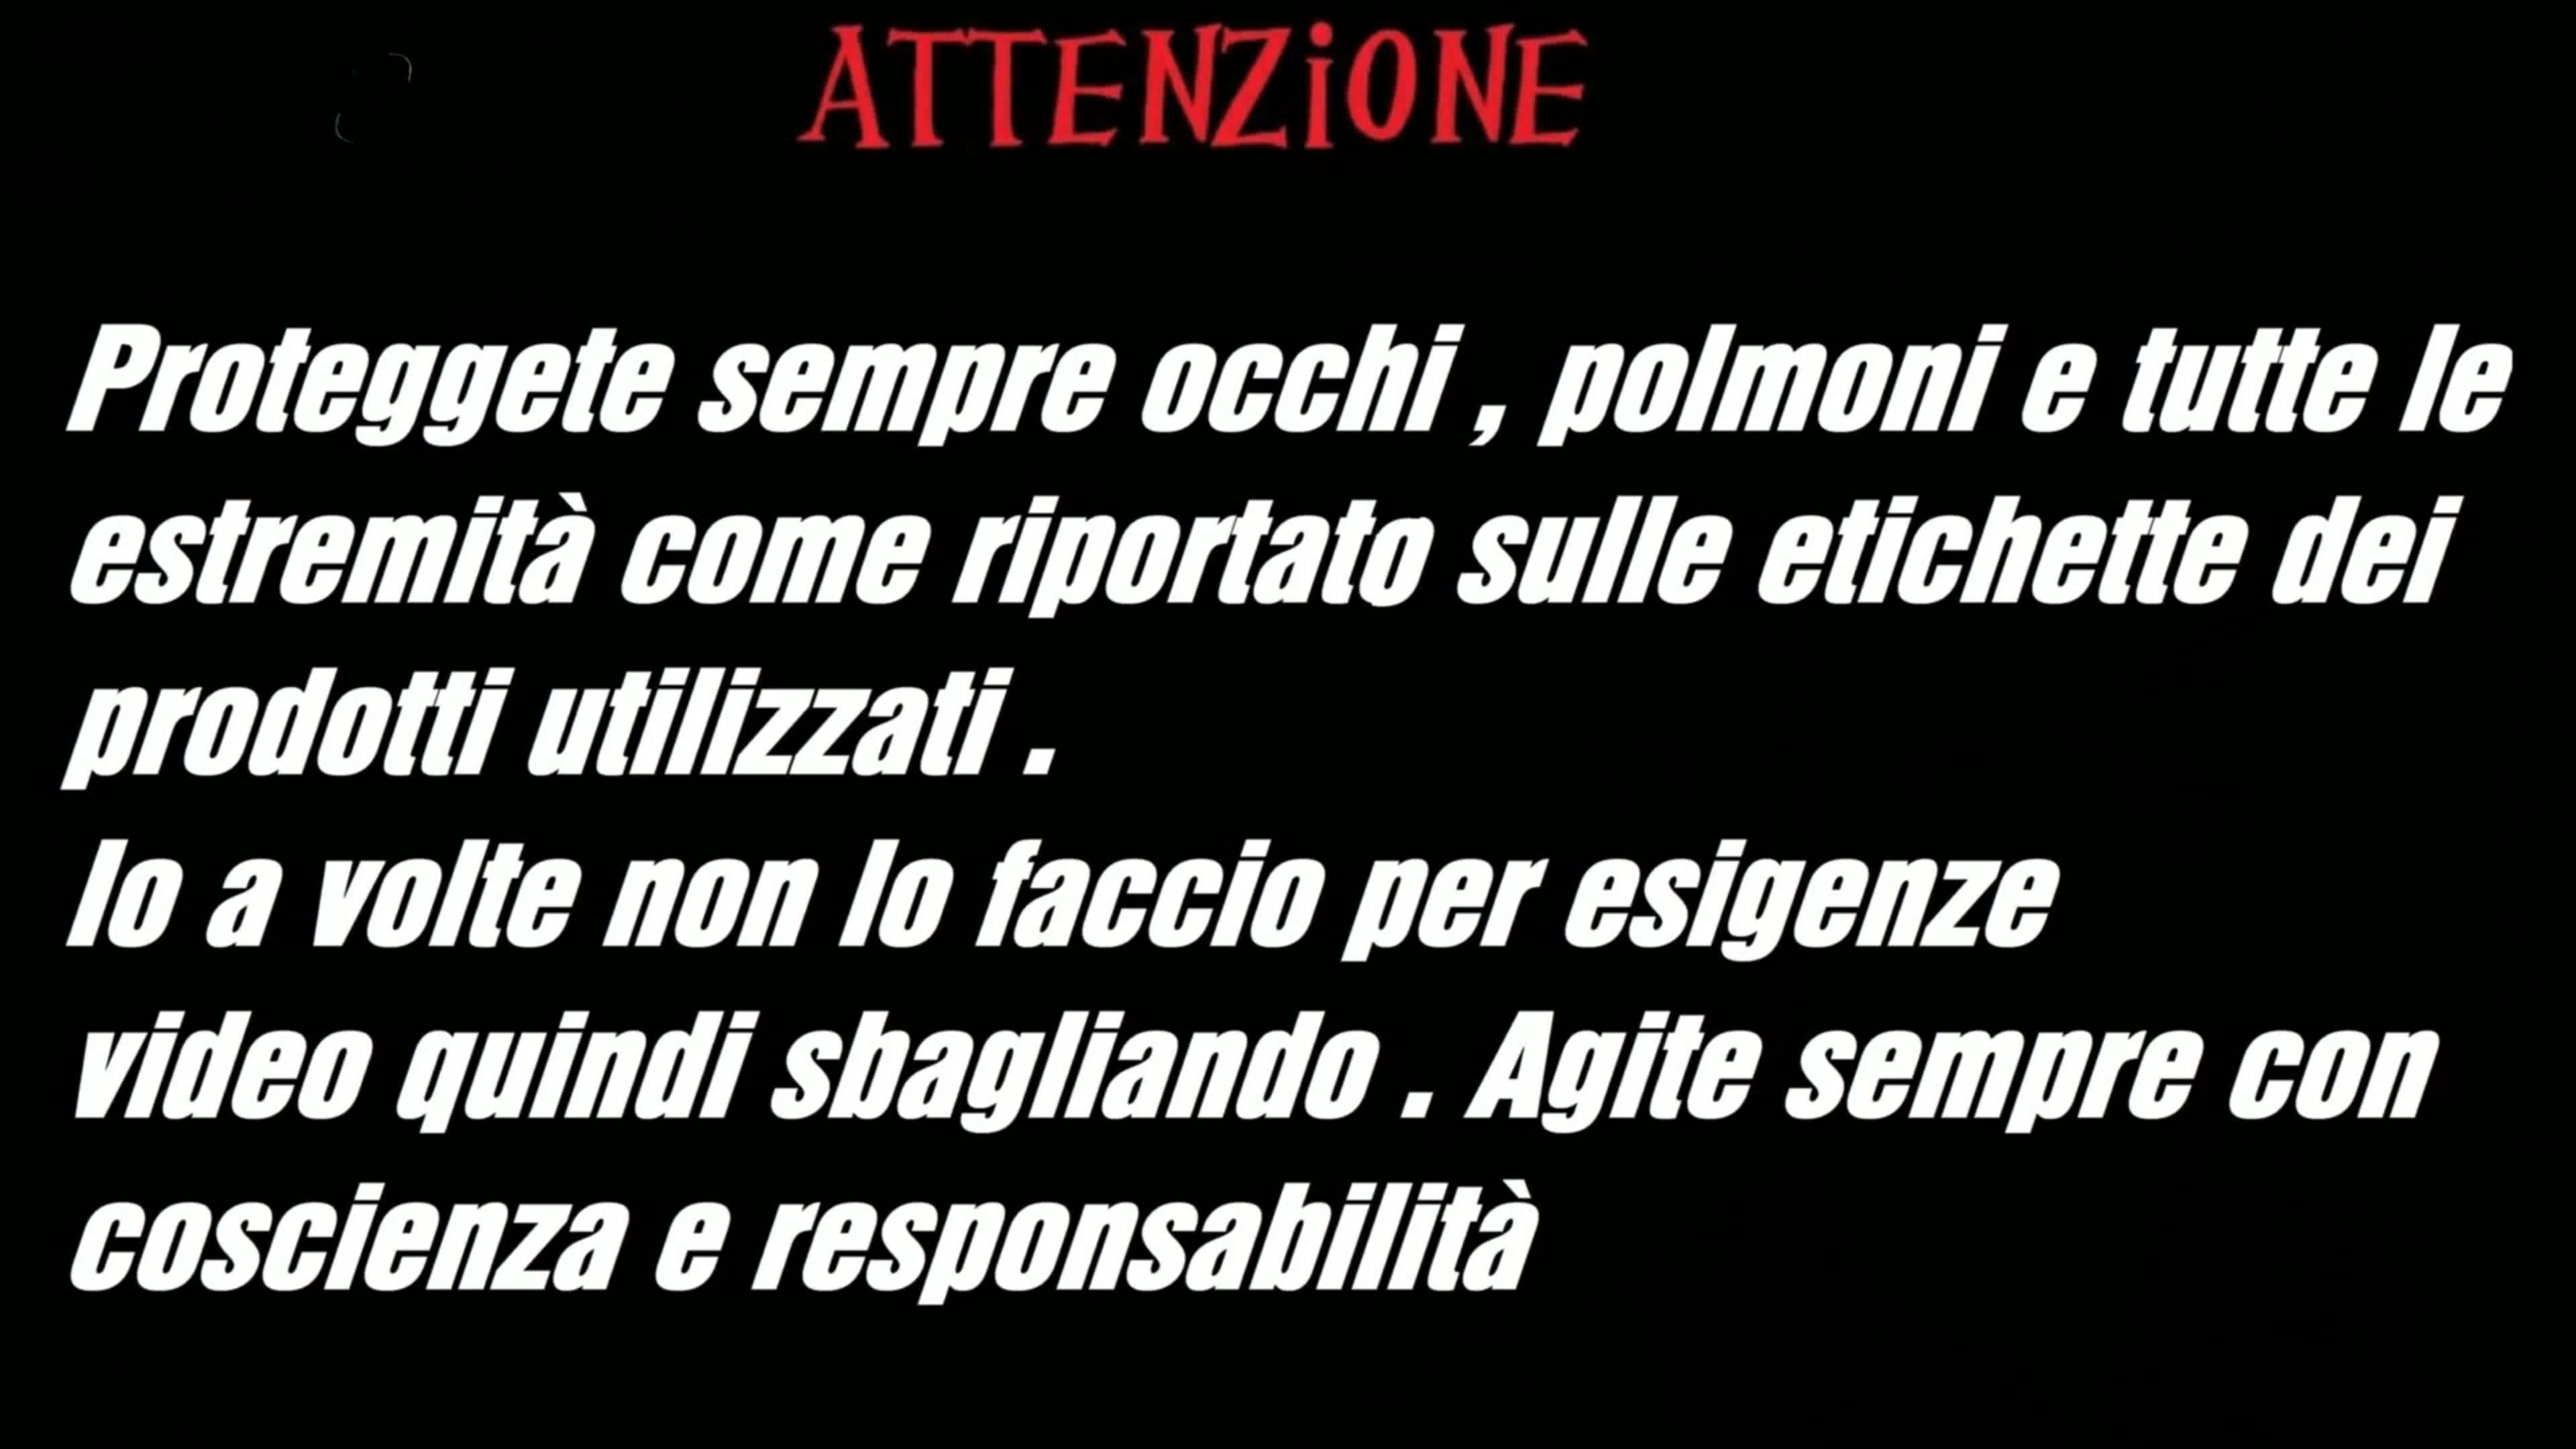 ATTENZiONE
Proteggete sempre occhi , polmoni e tutte le
estremità come riportato sulle etichette dei
prodotti utilizzati .
Io a volte non lo faccio per esigenze
video quindi sbagliando . Agite sempre con
coscienza e responsabilità